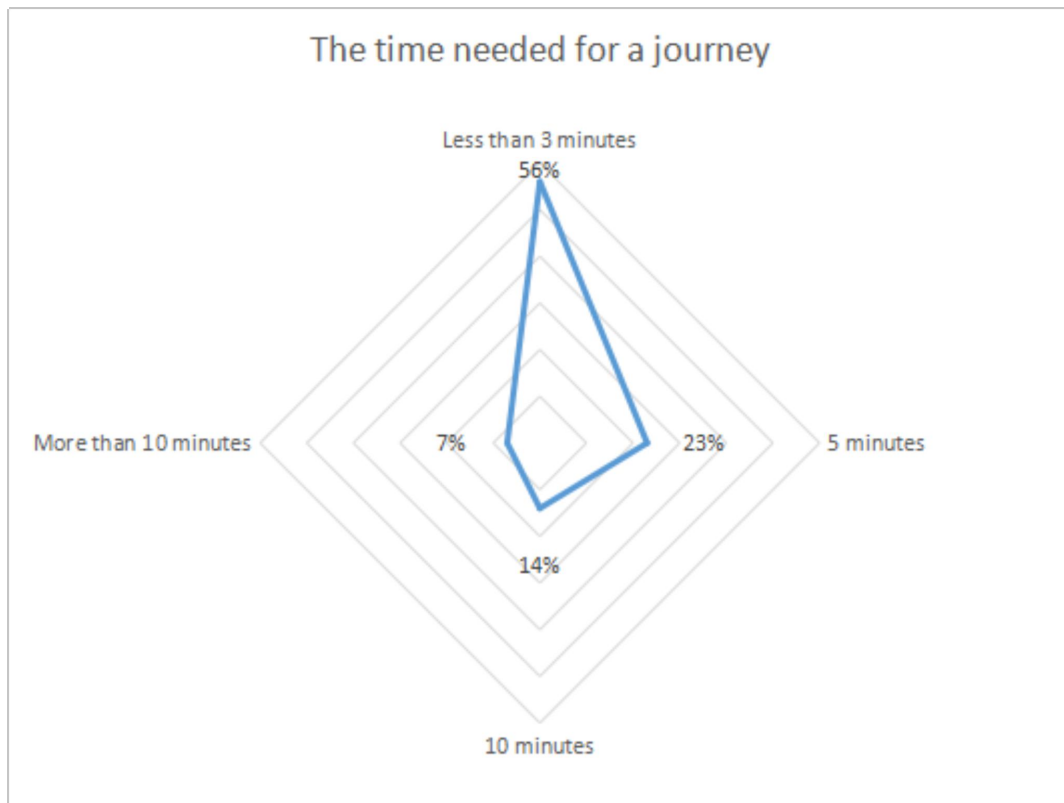 The time needed for a journey
Less than 3 minutes
56%
More than 10 minutes
7%
23%
5 minutes
14%
10 minutes